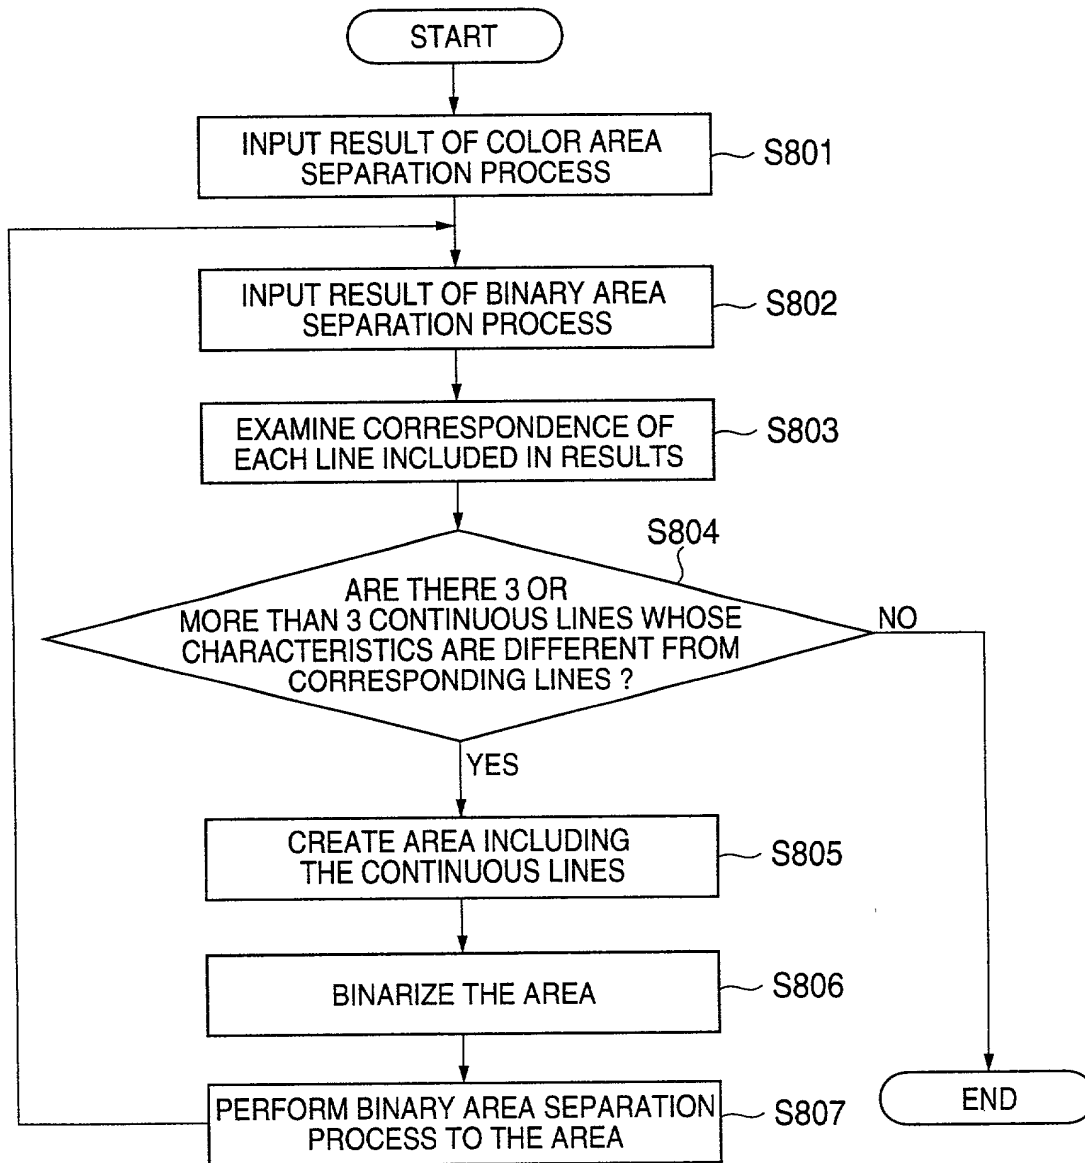 START
INPUT RESULT OF COLOR AREA
SEPARATION PROCESS
S801
INPUT RESULT OF BINARY AREA
SEPARATION PROCESS
S802
EXAMINE CORRESPONDENCE OF
EACH LINE INCLUDED IN RESULTS
S803
S804
ARE THERE 3 OR
MORE THAN 3 CONTINUOUS LINES WHOSE
CHARACTERISTICS ARE DIFFERENT FROM
CORRESPONDING LINES ?
NO
YES
CREATE AREA INCLUDING
THE CONTINUOUS LINES
S805
BINARIZE THE AREA
S806
PERFORM BINARY AREA SEPARATION
PROCESS TO THE AREA
S807
END